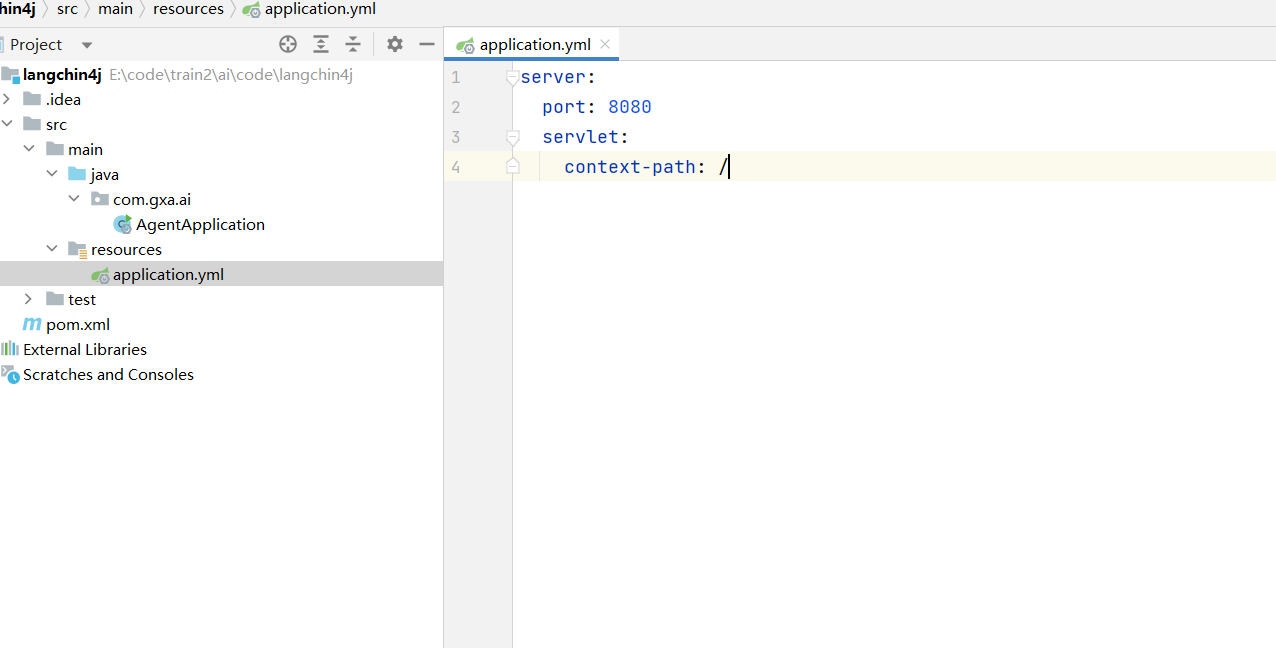 hin4j src main resources application.yml
Project
application.yml
langchin4j E:\code\train2\ai\code\langchin4j
.idea
src
main
java
com.gxa.ai
AgentApplication
resources
application.yml
test
pom.xml
External Libraries
Scratches and Consoles
1 server:
2 port: 8080
3 servlet:
4 context-path: /